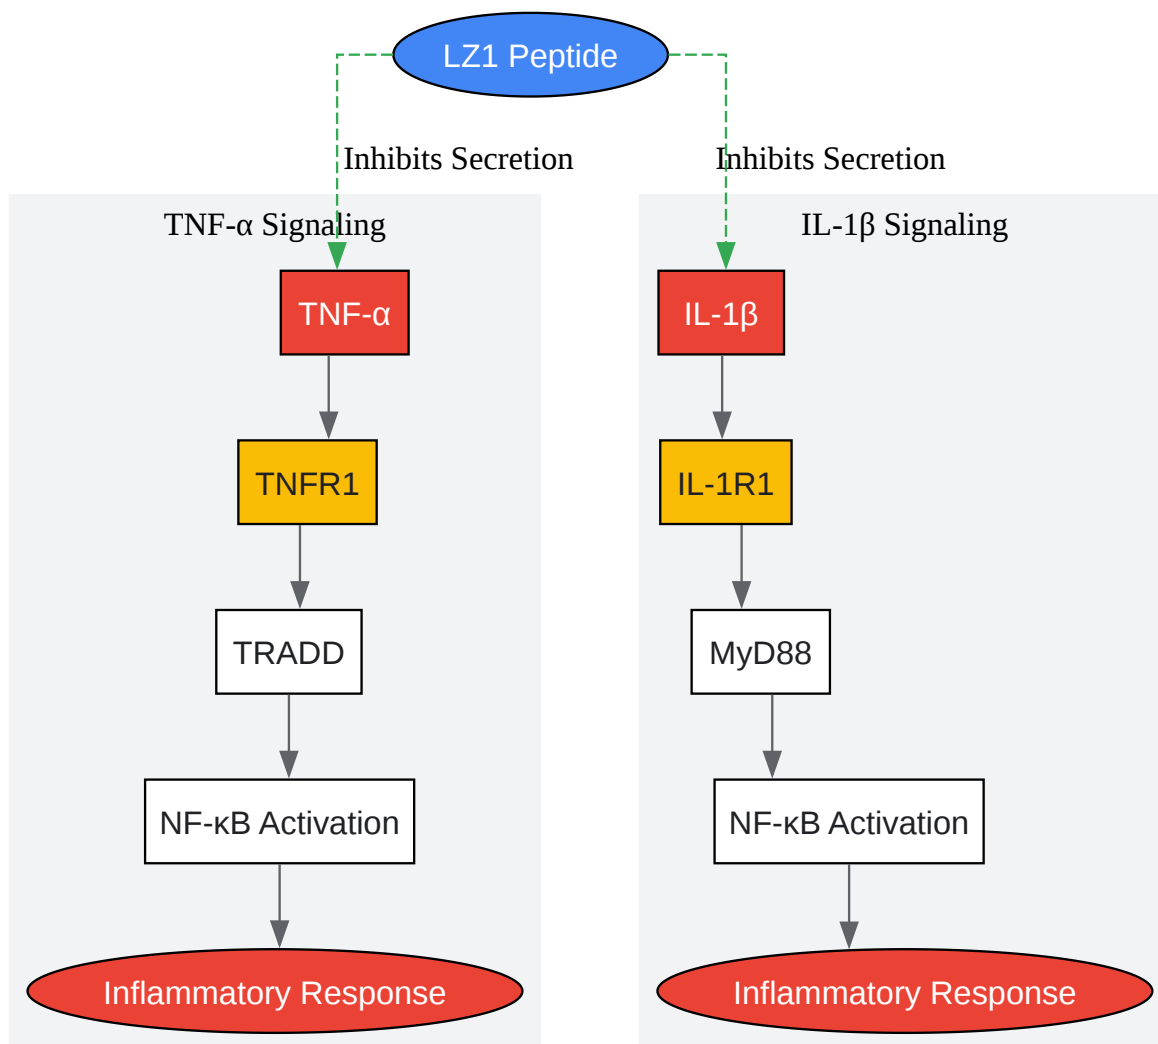 LZ1 Peptide
Inhibits Secretion
Inhibits Secretion
TNF-α Signaling
TNF-α
TNFR1
TRADD
NF-κB Activation
Inflammatory Response
IL-1β Signaling
IL-1β
IL-1R1
MyD88
NF-κB Activation
Inflammatory Response